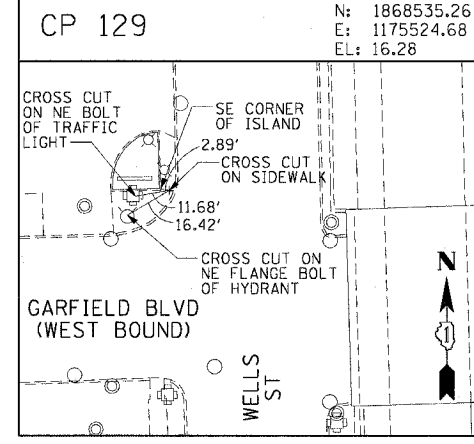 CP 129
N: 1868535.26
E: 1175524.68
EL: 16.28
CROSS CUT
ON NE BOLT
OF TRAFFIC
LIGHT
SE CORNER
OF ISLAND
2.89'
CROSS CUT
ON SIDEWALK
11.68'
16.42'
CROSS CUT ON
NE FLANGE BOLT
OF HYDRANT
GARFIELD BLVD
(WEST BOUND)
WELLS
ST
N
1